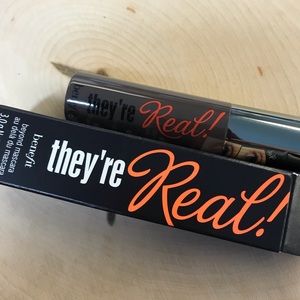 they're Real!
they're Real!
benefit
beyond mascara
au delà du mascara